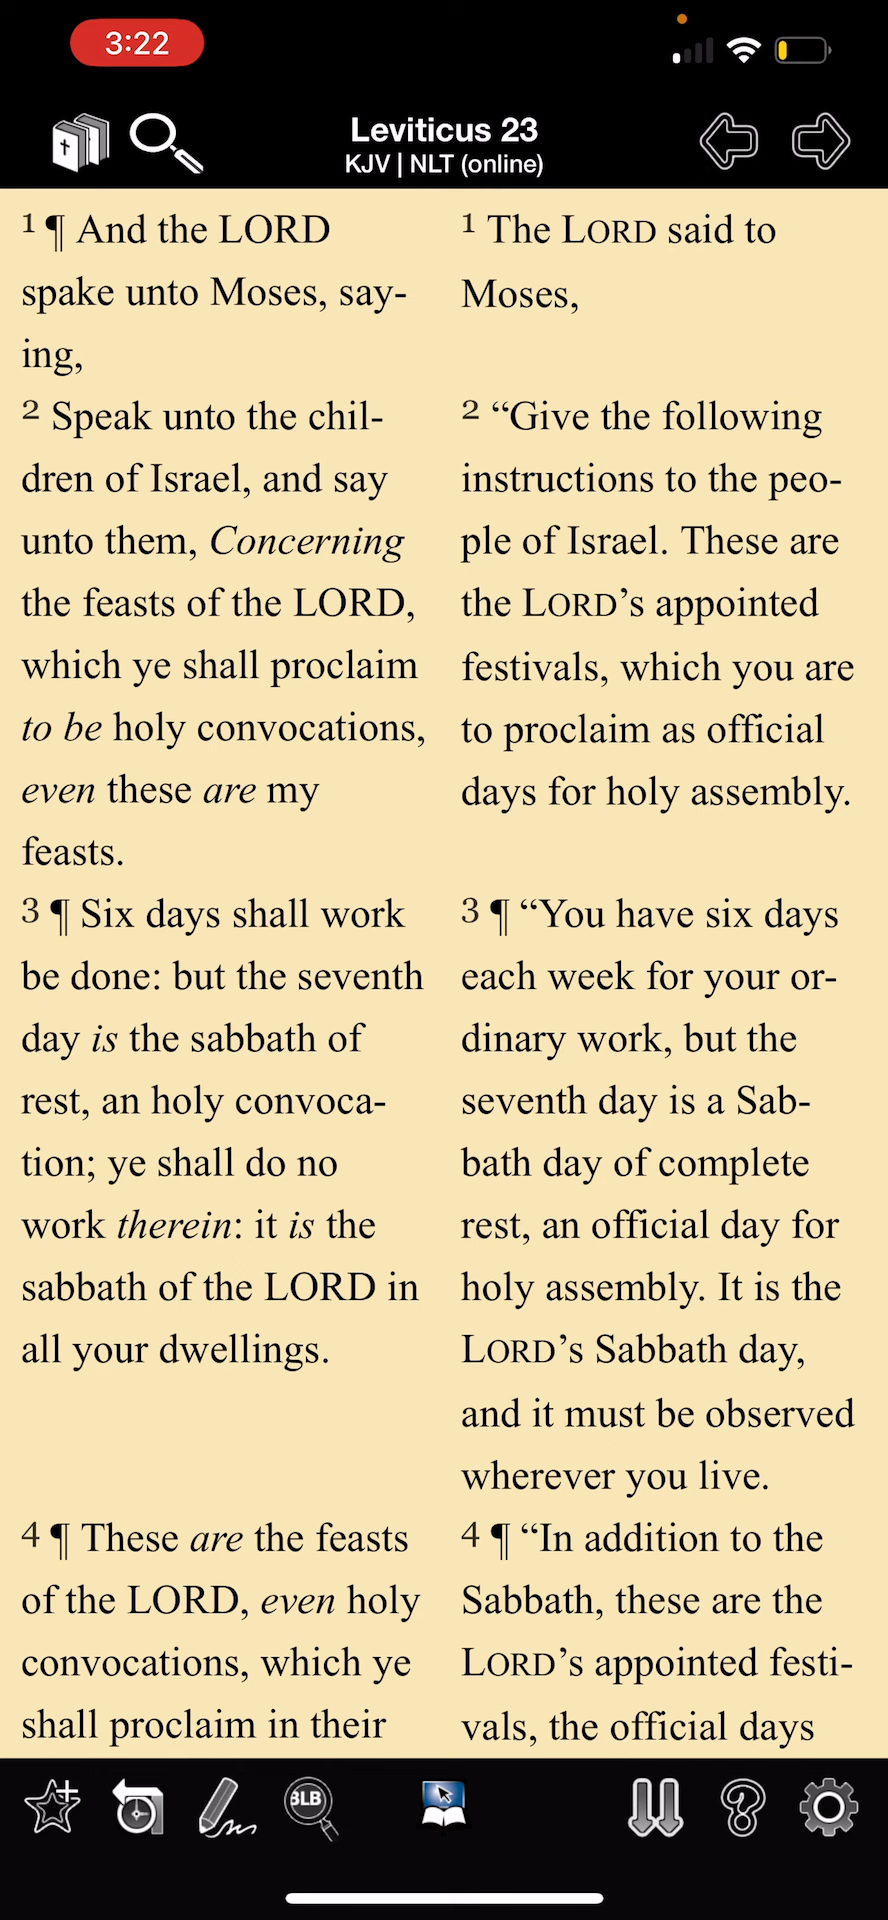 3:22
Leviticus 23
KJV | NLT (online)
1 ¶ And the LORD
spake unto Moses, say-
ing,
2 Speak unto the chil-
dren of Israel, and say
unto them, Concerning
the feasts of the LORD,
which ye shall proclaim
to be holy convocations,
even these are my
feasts.
3 ¶ Six days shall work
be done: but the seventh
day is the sabbath of
rest, an holy convoca-
tion; ye shall do no
work therein: it is the
sabbath of the LORD in
all your dwellings.
4 ¶ These are the feasts
of the LORD, even holy
convocations, which ye
shall proclaim in their
1 The LORD said to
Moses,
2 “Give the following
instructions to the peo-
ple of Israel. These are
the LORD’s appointed
festivals, which you are
to proclaim as official
days for holy assembly.
3 ¶ “You have six days
each week for your or-
dinary work, but the
seventh day is a Sab-
bath day of complete
rest, an official day for
holy assembly. It is the
LORD’s Sabbath day,
and it must be observed
wherever you live.
4 ¶ “In addition to the
Sabbath, these are the
LORD’s appointed festi-
vals, the official days
BLB